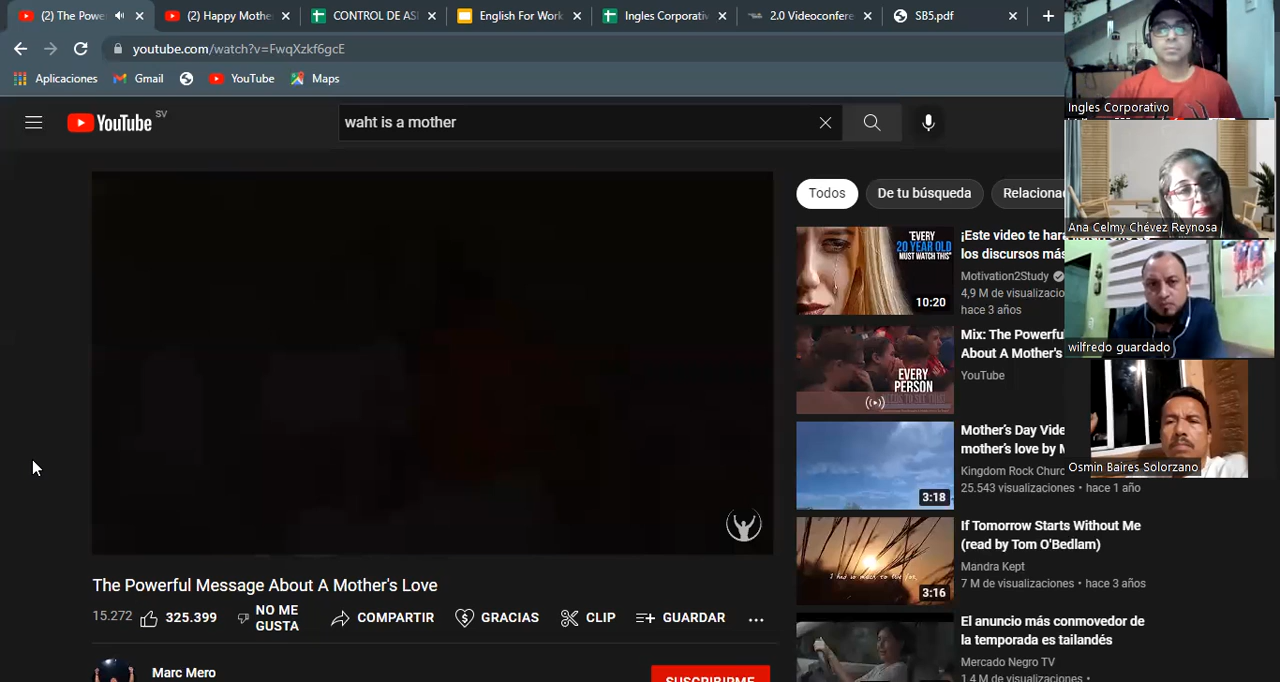 (2) The Power
(2) Happy Mothe
CONTROL DE ASI
English For Work
Ingles Corporativ
2.0 Videoconfere
SB5.pdf
youtube.com/watch?v=FwqXzkf6gcE
Aplicaciones
Gmail
YouTube
Maps
YouTube SV
waht is a mother
Todos
De tu búsqueda
Relaciona
"EVERY
20 YEAR OLD
MUST WATCH THIS"
10:20
¡Este video te hará
los discursos más
Motivation2Study
4,9 M de visualizacio
hace 3 años
EVERY
PERSON
Mix: The Powerfu
About A Mother's
YouTube
3:18
Mother's Day Vide
mother's love by M
Kingdom Rock Churc
25.543 visualizaciones • hace 1 año
3:16
If Tomorrow Starts Without Me
(read by Tom O'Bedlam)
Mandra Kept
7 M de visualizaciones • hace 3 años
El anuncio más conmovedor de
la temporada es tailandés
Mercado Negro TV
1,4 M de visualizaciones •
The Powerful Message About A Mother's Love
15.272
325.399
NO ME
GUSTA
COMPARTIR
GRACIAS
CLIP
GUARDAR
Marc Mero
SUSCRIBIRME
Ingles Corporativo
Ana Celmy Chévez Reynosa
wilfredo guardado
Osmin Baires Solorzano